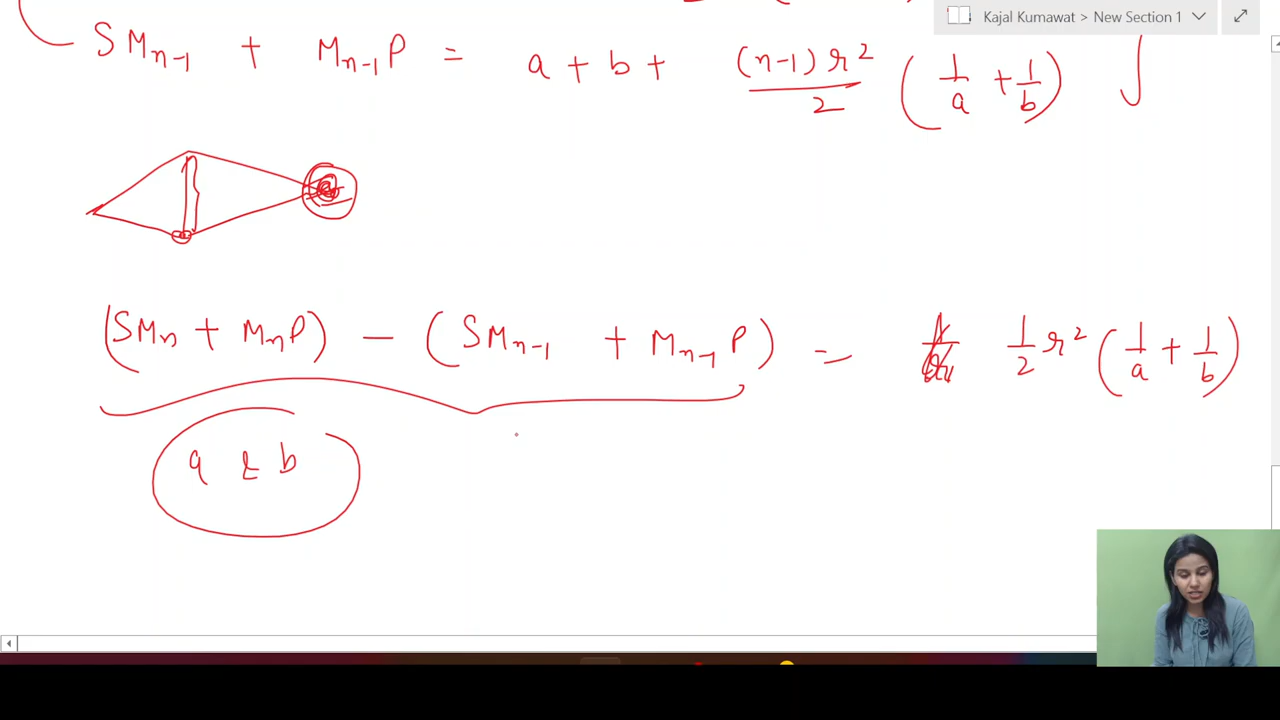 Kajal Kumawat > New Section 1
SMn-1 + Mn-1P = a + b + (n-1)r²/2 (1/a + 1/b)
(SMn + MnP) - (SMn-1 + Mn-1P) = 1/2 r² (1/a + 1/b)
a & b